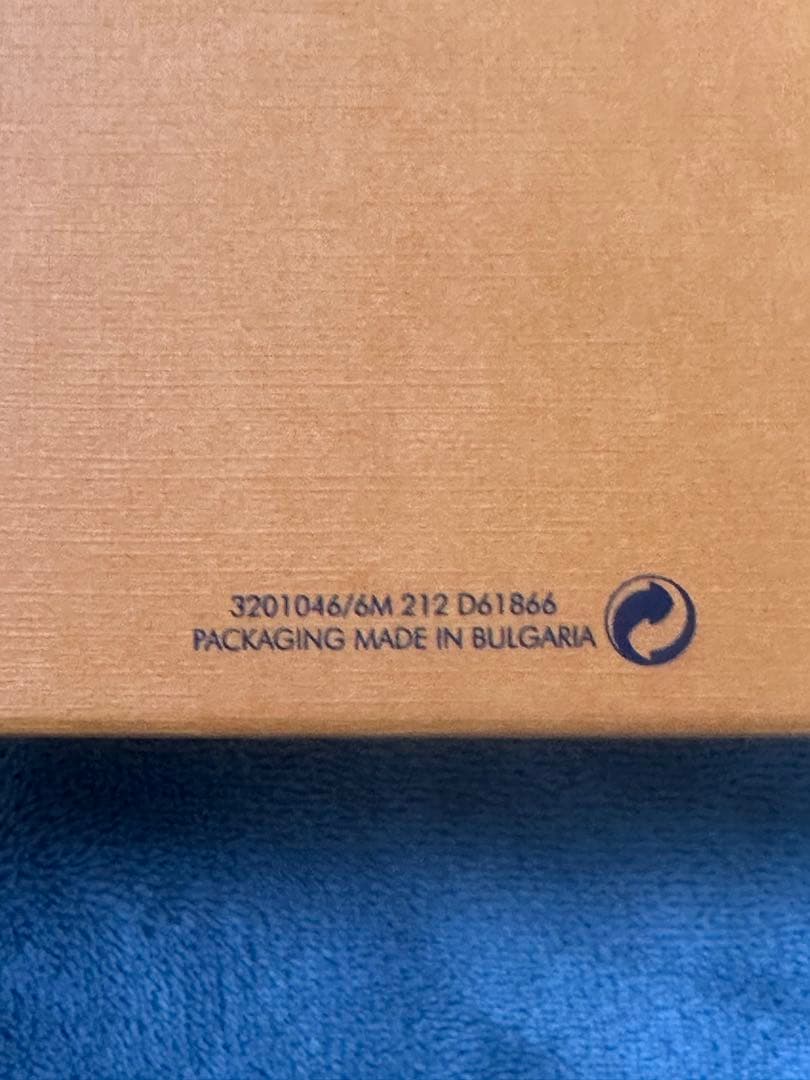 3201046/6M 212 D61866
PACKAGING MADE IN BULGARIA